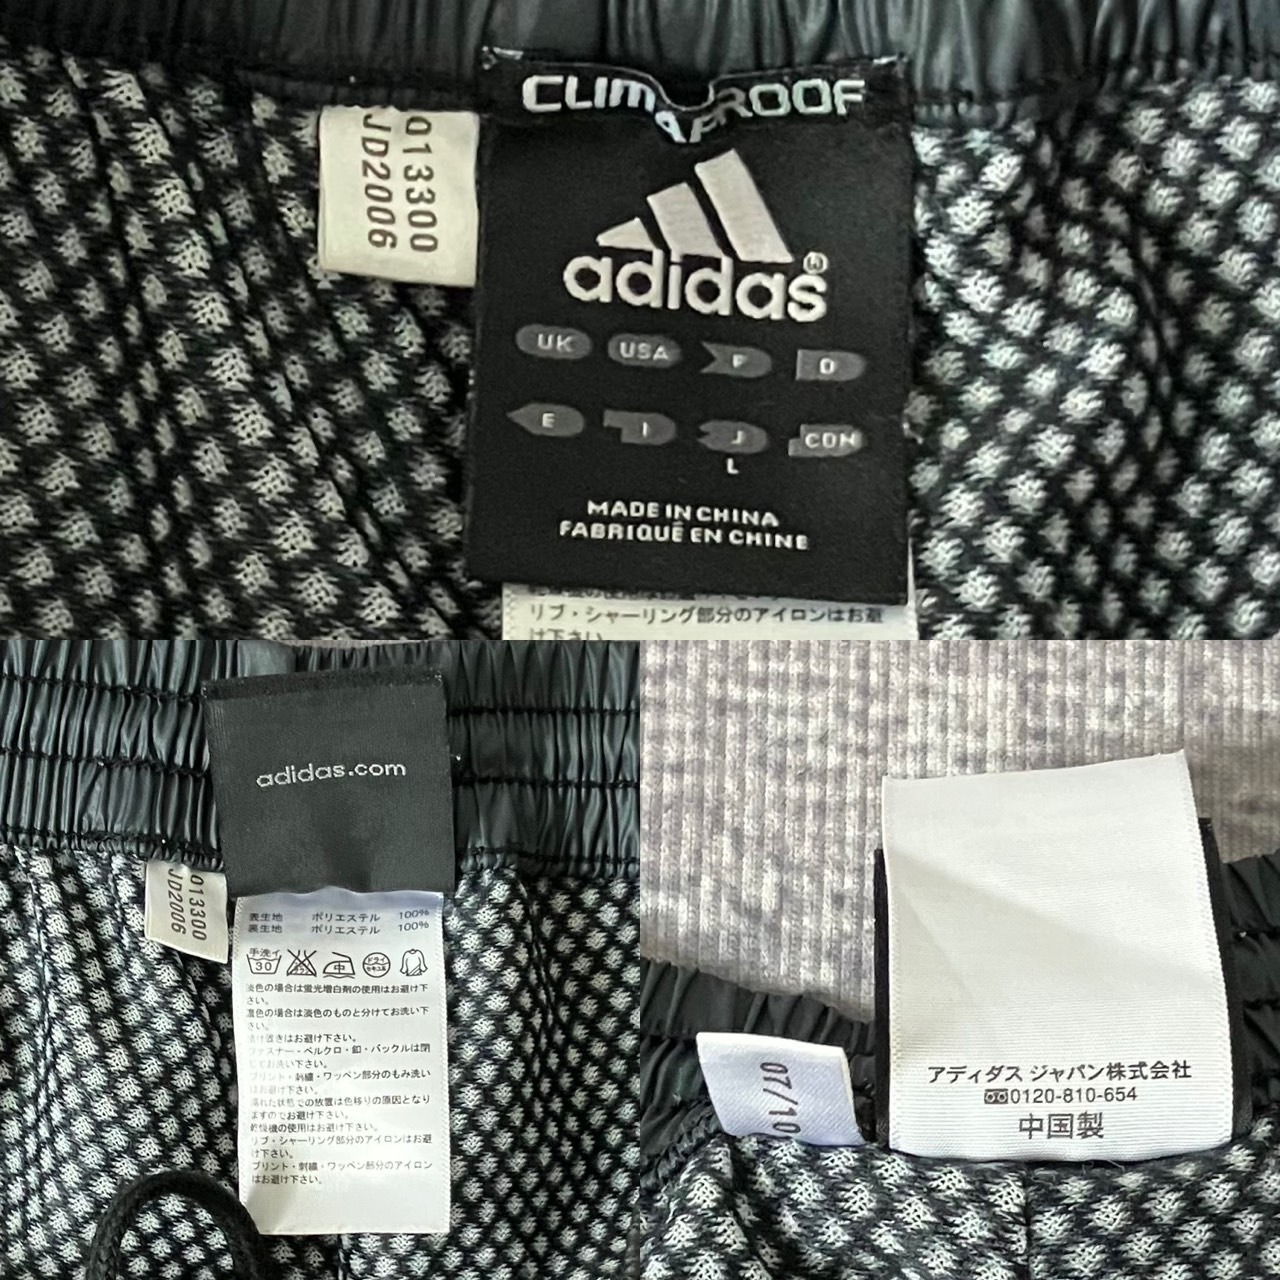 CLIMAPROOF
013300
JD2006
adidas®
UK USA F D
E I J CDN
L
MADE IN CHINA
FABRIQUÉ EN CHINE
リブ・シャーリング部分のアイロンはお避
け下さい
adidas.com
013300
JD2006
表生地 ポリエステル 100%
裏生地 ポリエステル 100%
手洗イ
30
中
ドライ
淡色の場合は蛍光増白剤の使用はお避け下
さい。
濃色の場合は淡色のものと分けてお洗い下
さい。
漬け置きはお避け下さい。
ファスナー・ベルクロ・釦・バックルは閉
じてお洗い下さい。
プリント・刺繍・ワッペン部分のもみ洗い
はお避け下さい。
濡れた状態での放置は色移りの原因となり
ますのでお避け下さい。
乾燥機の使用はお避け下さい。
リブ・シャーリング部分のアイロンはお避
け下さい。
プリント・刺繍・ワッペン部分のアイロン
はお避け下さい。
07/10
アディダス ジャパン株式会社
0120-810-654
中国製